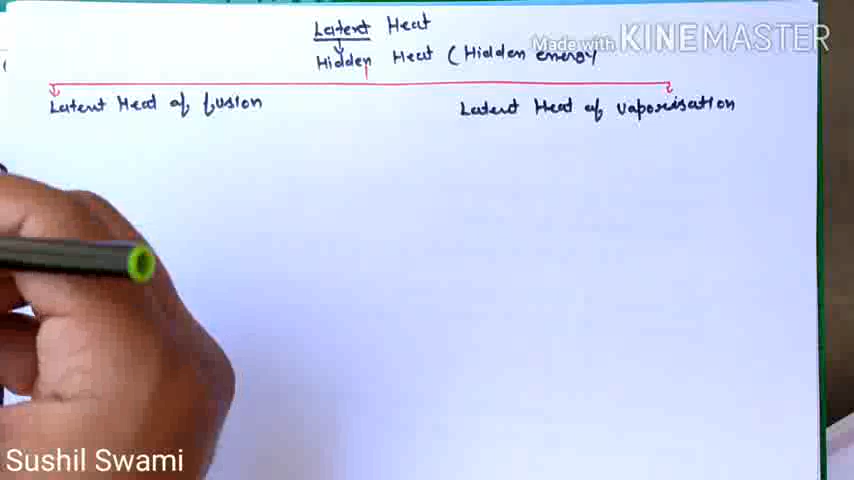 Latent Heat
Made with KINEMASTER
Hidden Heat (Hidden energy
Latent Heat of fusion
Latent Heat of vaporisation
Sushil Swami